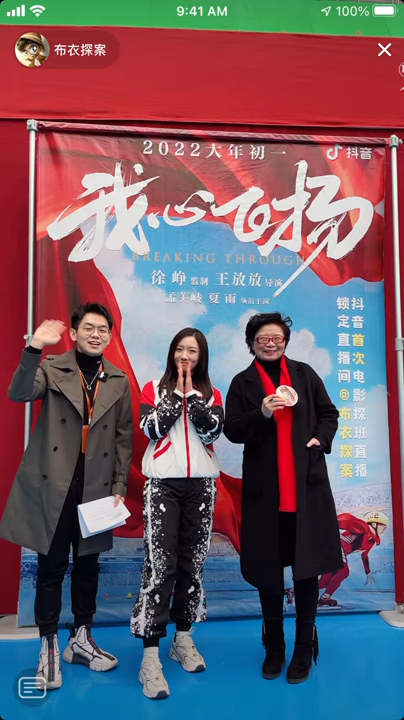 9:41 AM
100%
布衣探案
2022大年初一
抖音
我心飞扬
BREAKING THROUGH
徐 峥 监制 王放放 导演
孟美岐 夏 雨 领衔主演
抖音首次电影探班直播
锁定直播间@布衣探案